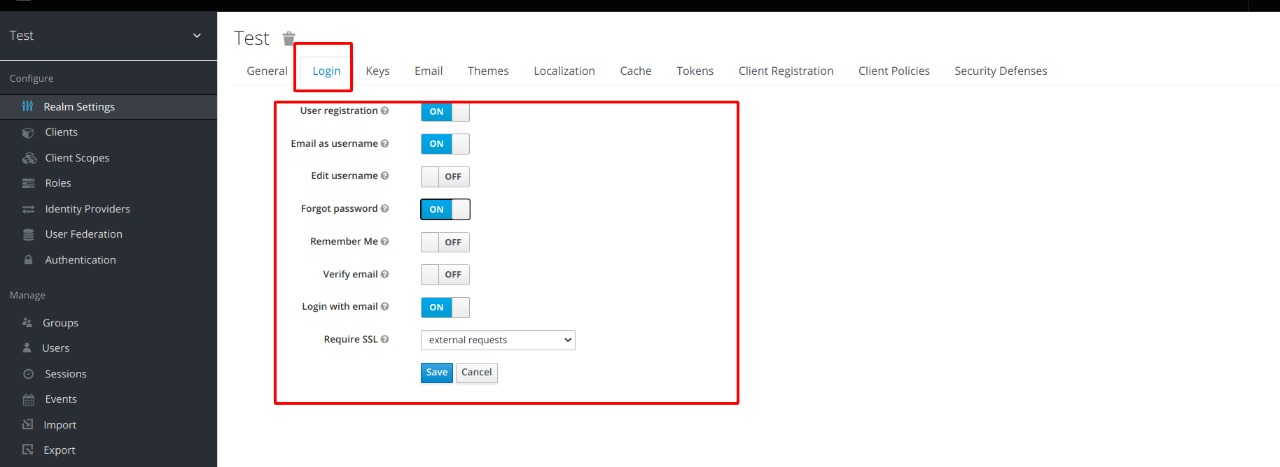 Test
Configure
Realm Settings
Clients
Client Scopes
Roles
Identity Providers
User Federation
Authentication
Manage
Groups
Users
Sessions
Events
Import
Export
Test
General Login Keys Email Themes Localization Cache Tokens Client Registration Client Policies Security Defenses
User registration ON
Email as username ON
Edit username OFF
Forgot password ON
Remember Me OFF
Verify email OFF
Login with email ON
Require SSL external requests
Save Cancel